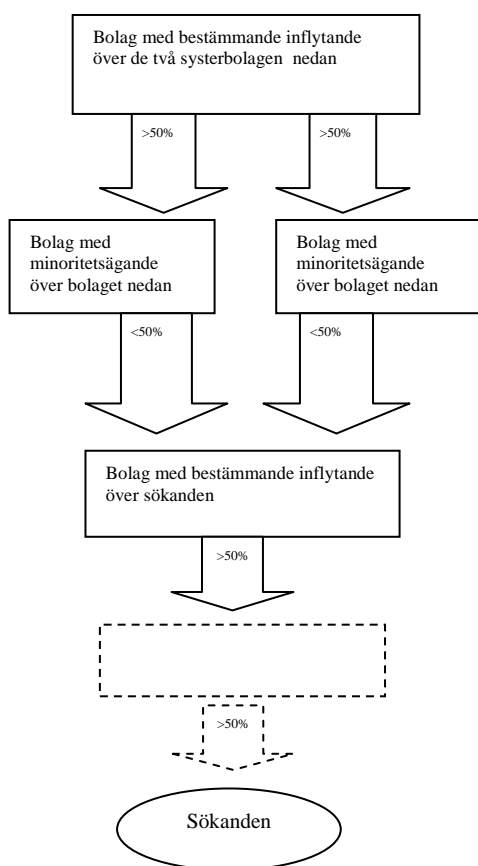 Bolag med bestämmande inflytande
över de två systerbolagen nedan
>50%
>50%
Bolag med
minoritetsägande
över bolaget nedan
Bolag med
minoritetsägande
över bolaget nedan
<50%
<50%
Bolag med bestämmande inflytande
över sökanden
>50%
>50%
Sökanden